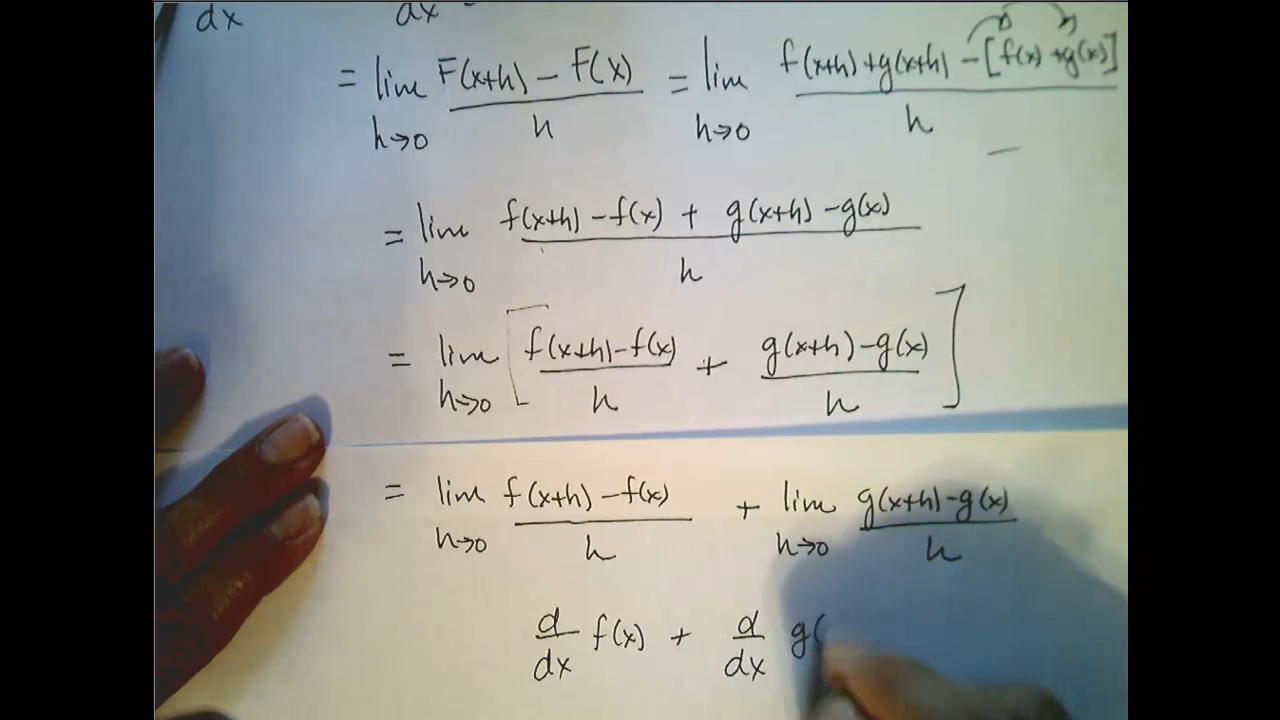 dx dx
= lim h→0 F(x+h) − F(x) / h = lim h→0 f(x+h) + g(x+h) − [f(x) + g(x)] / h
= lim h→0 f(x+h) − f(x) + g(x+h) − g(x) / h
= lim h→0 [ f(x+h) − f(x) / h + g(x+h) − g(x) / h ]
= lim h→0 f(x+h) − f(x) / h + lim h→0 g(x+h) − g(x) / h
d/dx f(x) + d/dx g(